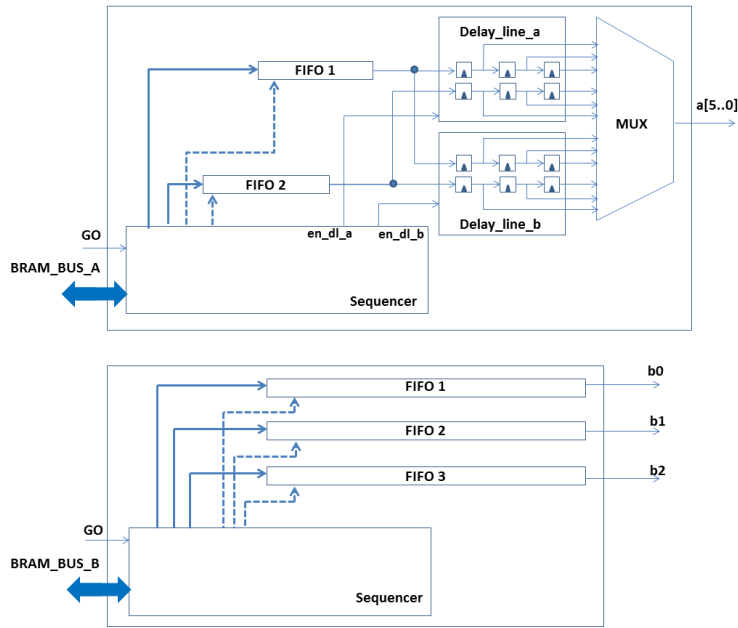 Delay_line_a
FIFO 1
a[5..0]
MUX
FIFO 2
Delay_line_b
en_dl_a
en_dl_b
GO
BRAM_BUS_A
Sequencer
FIFO 1
b0
FIFO 2
b1
FIFO 3
b2
GO
BRAM_BUS_B
Sequencer